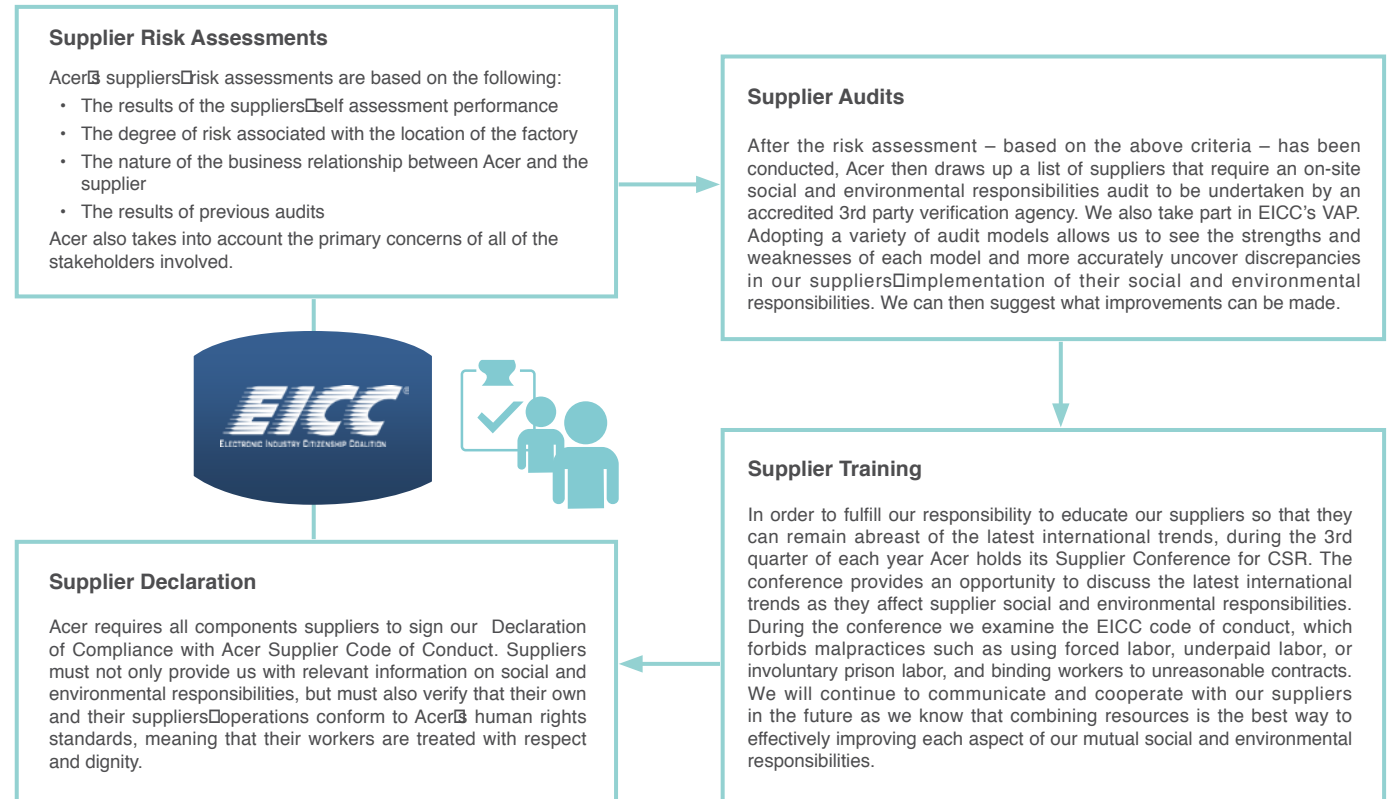 Supplier Risk Assessments
Acer's suppliers' risk assessments are based on the following:
• The results of the suppliers' self assessment performance
• The degree of risk associated with the location of the factory
• The nature of the business relationship between Acer and the
supplier
• The results of previous audits
Acer also takes into account the primary concerns of all of the
stakeholders involved.
Supplier Audits
After the risk assessment – based on the above criteria – has been
conducted, Acer then draws up a list of suppliers that require an on-site
social and environmental responsibilities audit to be undertaken by an
accredited 3rd party verification agency. We also take part in EICC's VAP.
Adopting a variety of audit models allows us to see the strengths and
weaknesses of each model and more accurately uncover discrepancies
in our suppliers□implementation of their social and environmental
responsibilities. We can then suggest what improvements can be made.
EICC®
ELECTRONIC INDUSTRY CITIZENSHIP COALITION
Supplier Training
In order to fulfill our responsibility to educate our suppliers so that they
can remain abreast of the latest international trends, during the 3rd
quarter of each year Acer holds its Supplier Conference for CSR. The
conference provides an opportunity to discuss the latest international
trends as they affect supplier social and environmental responsibilities.
During the conference we examine the EICC code of conduct, which
forbids malpractices such as using forced labor, underpaid labor, or
involuntary prison labor, and binding workers to unreasonable contracts.
We will continue to communicate and cooperate with our suppliers
in the future as we know that combining resources is the best way to
effectively improving each aspect of our mutual social and environmental
responsibilities.
Supplier Declaration
Acer requires all components suppliers to sign our Declaration
of Compliance with Acer Supplier Code of Conduct. Suppliers
must not only provide us with relevant information on social and
environmental responsibilities, but must also verify that their own
and their suppliers□operations conform to Acer□s human rights
standards, meaning that their workers are treated with respect
and dignity.